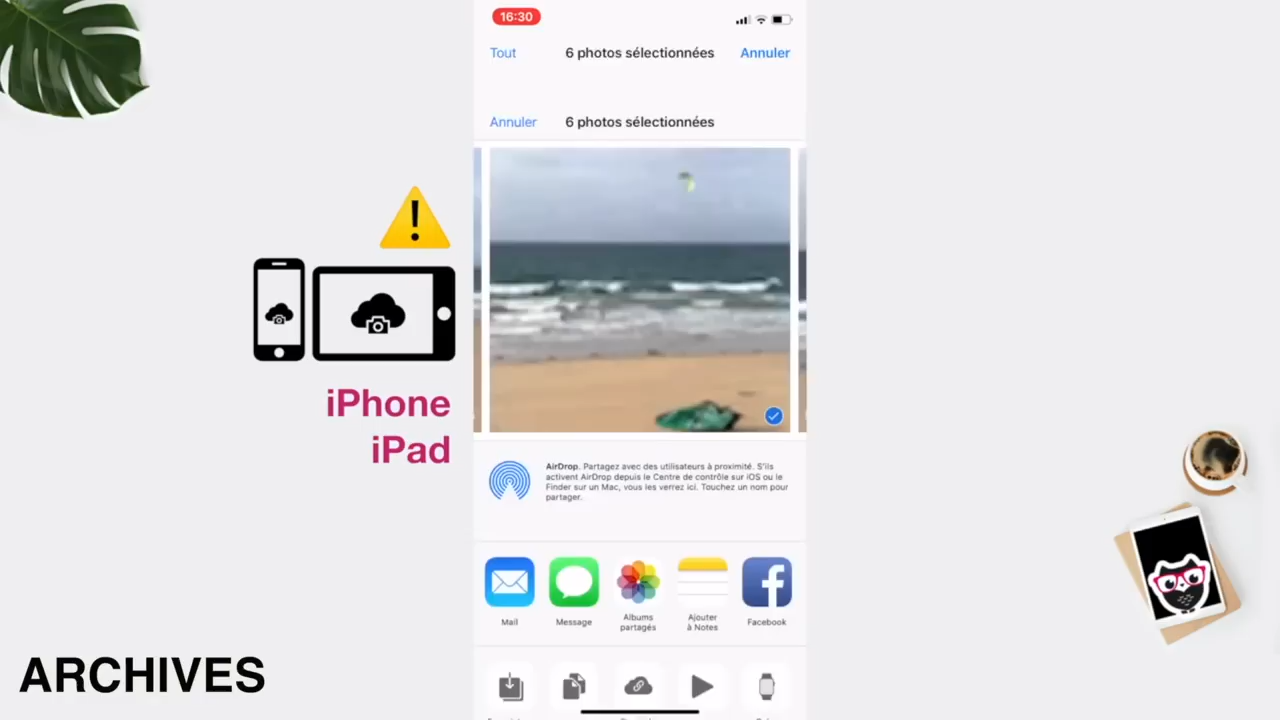 16:30
Tout 6 photos sélectionnées Annuler
Annuler 6 photos sélectionnées
iPhone
iPad
AirDrop. Partagez avec des utilisateurs à proximité. S'ils
activent AirDrop depuis le Centre de contrôle sur iOS ou le
Finder sur un Mac, vous les verrez ici. Touchez un nom pour
partager.
Mail
Message
Albums
partagés
Ajouter
à Notes
Facebook
ARCHIVES